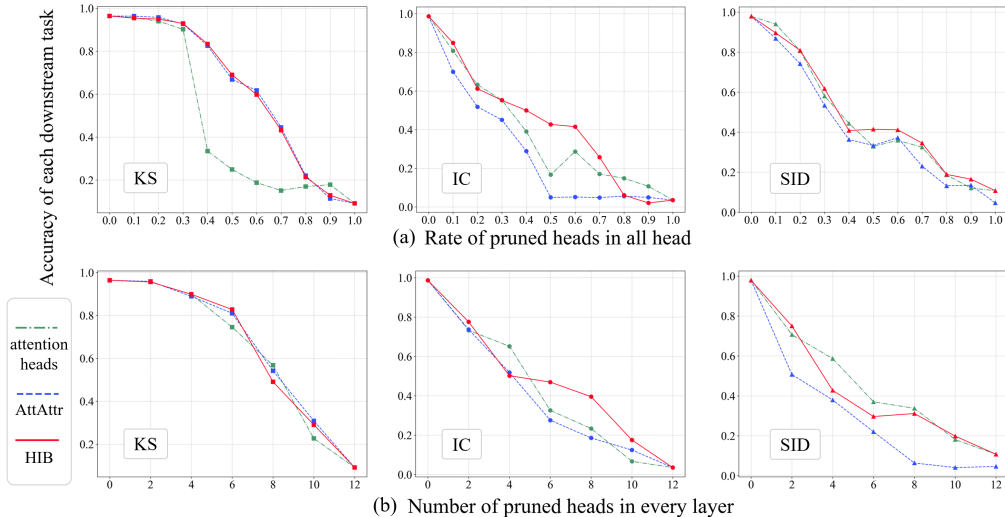 Accuracy of each downstream task
1.0
0.8
0.6
0.4
0.2
KS
0.0 0.1 0.2 0.3 0.4 0.5 0.6 0.7 0.8 0.9 1.0
1.0
0.8
0.6
0.4
0.2
0.0
IC
0.0 0.1 0.2 0.3 0.4 0.5 0.6 0.7 0.8 0.9 1.0
1.0
0.8
0.6
0.4
0.2
0.0
SID
0.0 0.1 0.2 0.3 0.4 0.5 0.6 0.7 0.8 0.9 1.0
(a) Rate of pruned heads in all head
attention
heads
AttAttr
HIB
1.0
0.8
0.6
0.4
0.2
KS
0 2 4 6 8 10 12
1.0
0.8
0.6
0.4
0.2
0.0
IC
0 2 4 6 8 10 12
1.0
0.8
0.6
0.4
0.2
0.0
SID
0 2 4 6 8 10 12
(b) Number of pruned heads in every layer